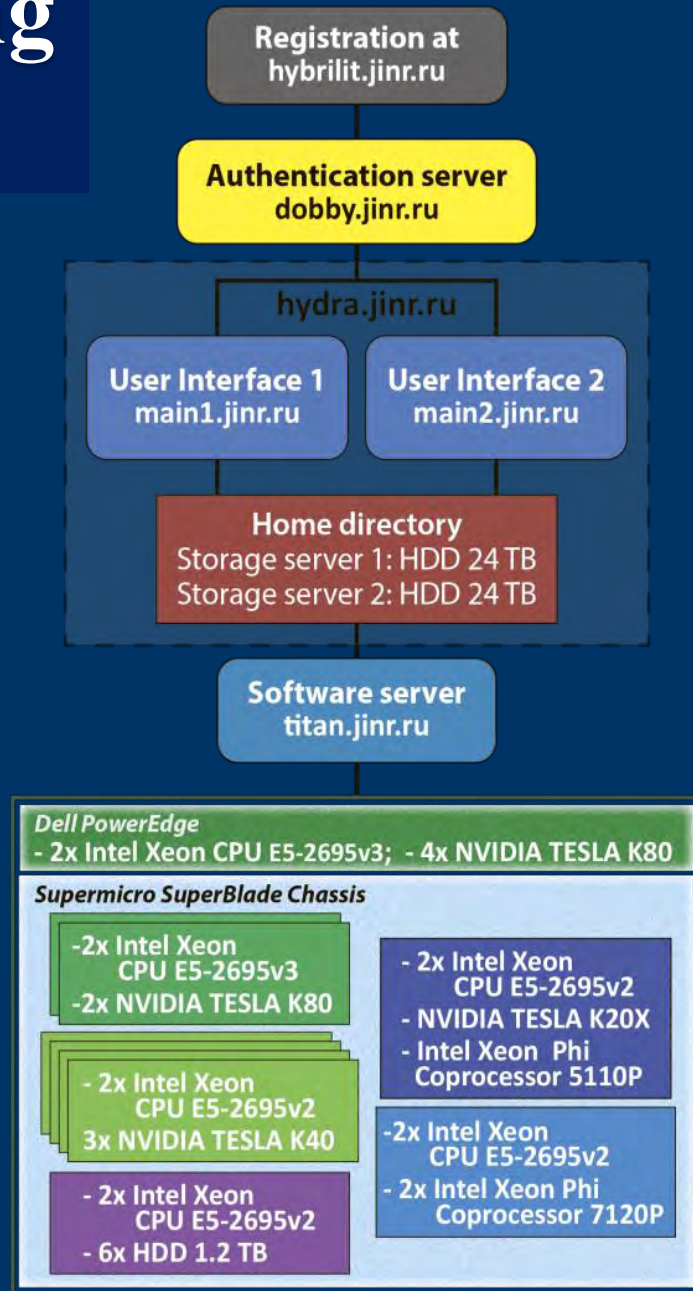 Registration at
hybrilit.jinr.ru
Authentication server
dobby.jinr.ru
hydra.jinr.ru
User Interface 1
main1.jinr.ru
User Interface 2
main2.jinr.ru
Home directory
Storage server 1: HDD 24 TB
Storage server 2: HDD 24 TB
Software server
titan.jinr.ru
Dell PowerEdge
- 2x Intel Xeon CPU E5-2695v3; - 4x NVIDIA TESLA K80
Supermicro SuperBlade Chassis
-2x Intel Xeon
CPU E5-2695v3
-2x NVIDIA TESLA K80
- 2x Intel Xeon
CPU E5-2695v2
3x NVIDIA TESLA K40
- 2x Intel Xeon
CPU E5-2695v2
- 6x HDD 1.2 TB
- 2x Intel Xeon
CPU E5-2695v2
- NVIDIA TESLA K20X
- Intel Xeon Phi
Coprocessor 5110P
-2x Intel Xeon
CPU E5-2695v2
- 2x Intel Xeon Phi
Coprocessor 7120P